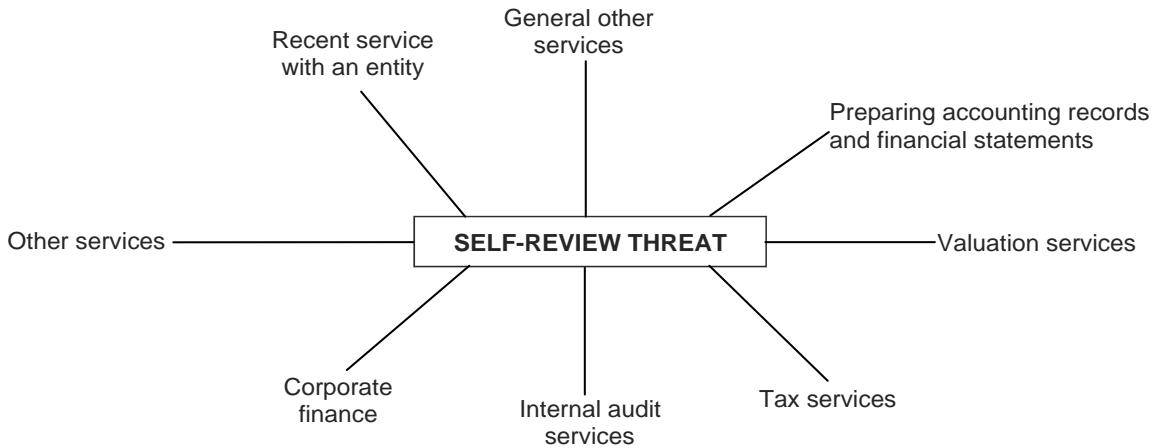 General other
services
Recent service
with an entity
Preparing accounting records
and financial statements
Other services
SELF-REVIEW THREAT
Valuation services
Corporate
finance
Internal audit
services
Tax services